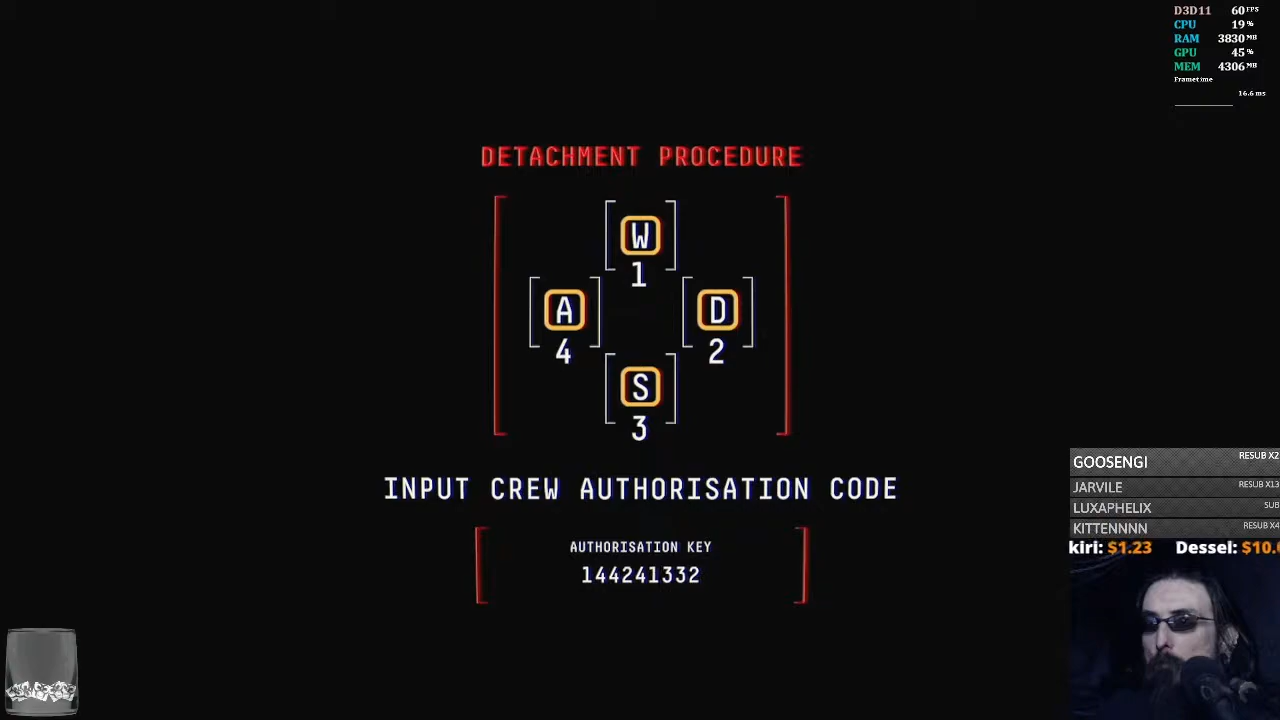 D3D11 60 FPS
CPU 19 %
RAM 3830 MB
GPU 45 %
MEM 4306 MB
Frametime
16.6 ms
DETACHMENT PROCEDURE
W
1
A
4
D
2
S
3
INPUT CREW AUTHORISATION CODE
AUTHORISATION KEY
144241332
GOOSENGI RESUB X2
JARVILE RESUB X13
LUXAPHELIX SUB
KITTENNNN RESUB X4
kiri: $1.23 Dessel: $10.